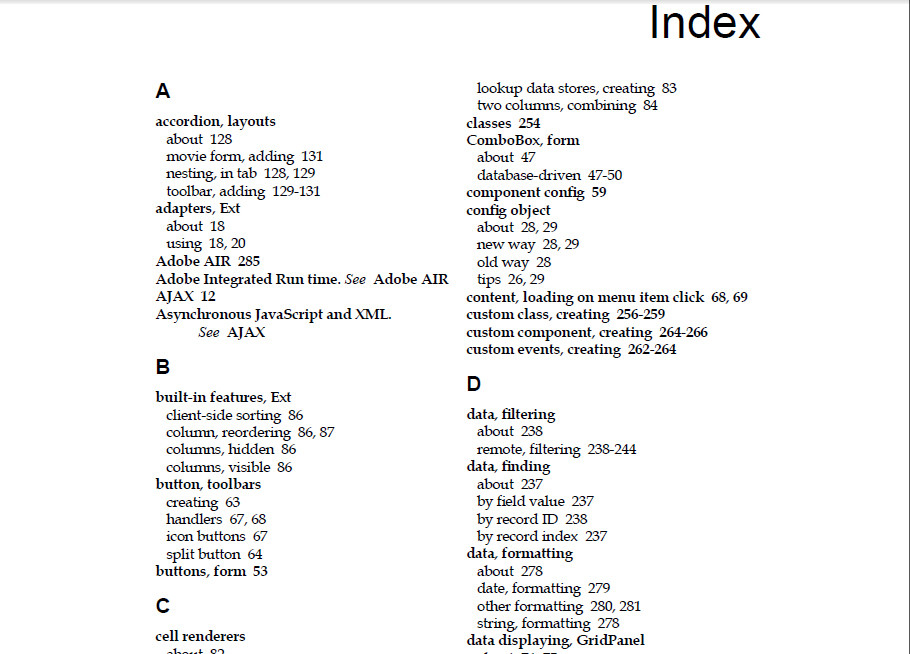 Index
A
accordion, layouts
about 128
movie form, adding 131
nesting, in tab 128, 129
toolbar, adding 129-131
adapters, Ext
about 18
using 18, 20
Adobe AIR 285
Adobe Integrated Run time. See Adobe AIR
AJAX 12
Asynchronous JavaScript and XML.
See AJAX
B
built-in features, Ext
client-side sorting 86
column, reordering 86, 87
columns, hidden 86
columns, visible 86
button, toolbars
creating 63
handlers 67, 68
icon buttons 67
split button 64
buttons, form 53
C
cell renderers
about 82
lookup data stores, creating 83
two columns, combining 84
classes 254
ComboBox, form
about 47
database-driven 47-50
component config 59
config object
about 28, 29
new way 28, 29
old way 28
tips 26, 29
content, loading on menu item click 68, 69
custom class, creating 256-259
custom component, creating 264-266
custom events, creating 262-264
D
data, filtering
about 238
remote, filtering 238-244
data, finding
about 237
by field value 237
by record ID 238
by record index 237
data, formatting
about 278
date, formatting 279
other formatting 280, 281
string, formatting 278
data displaying, GridPanel